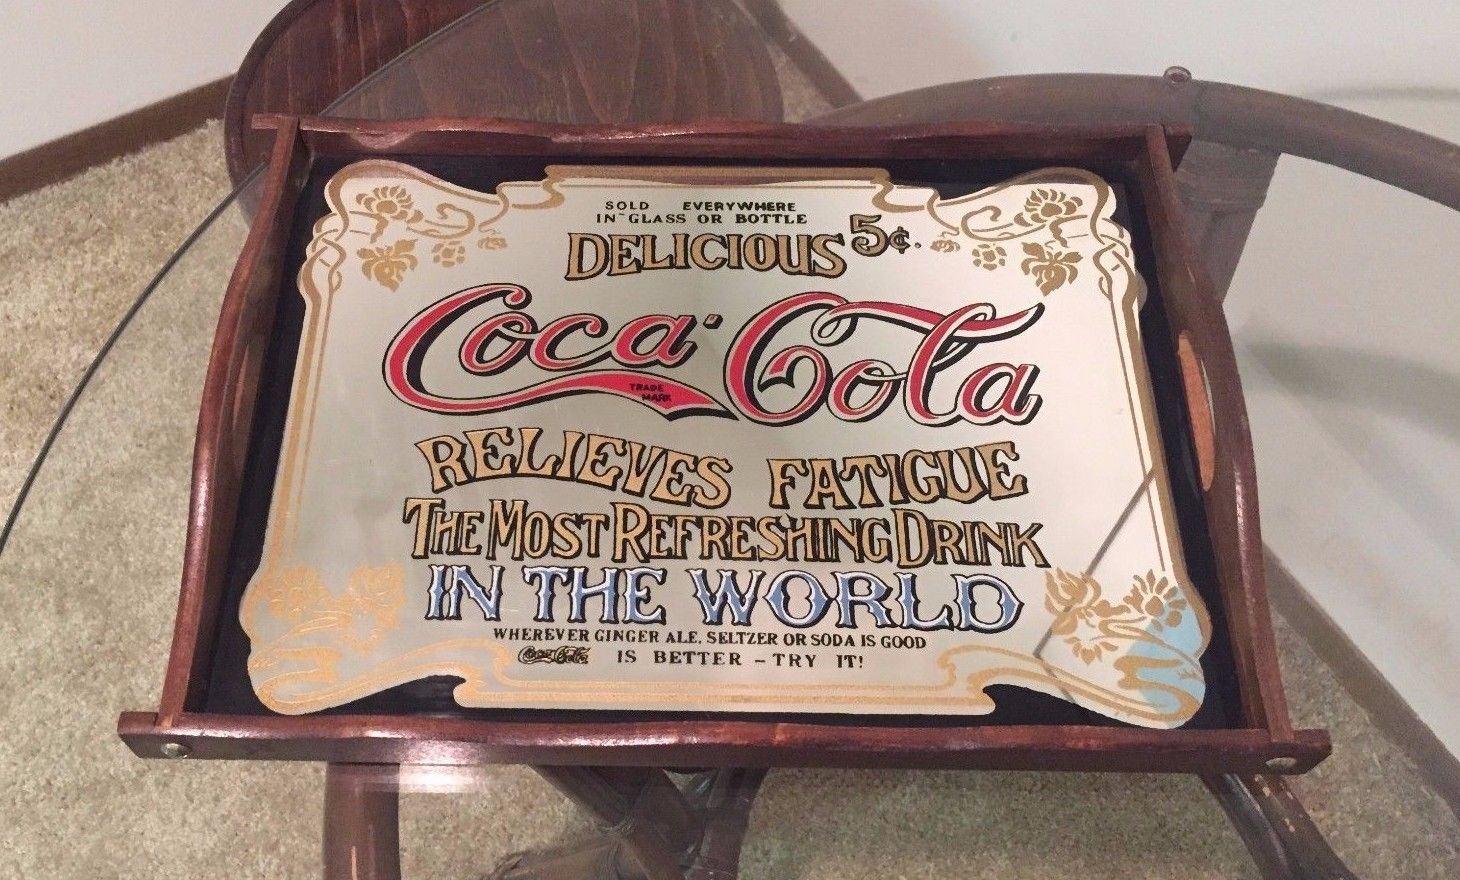 SOLD EVERYWHERE
IN GLASS OR BOTTLE
DELICIOUS 5¢.
Coca-Cola
TRADE
MARK
RELIEVES FATIGUE
THE MOST REFRESHING DRINK
IN THE WORLD
WHEREVER GINGER ALE, SELTZER OR SODA IS GOOD
Coca-Cola IS BETTER - TRY IT!